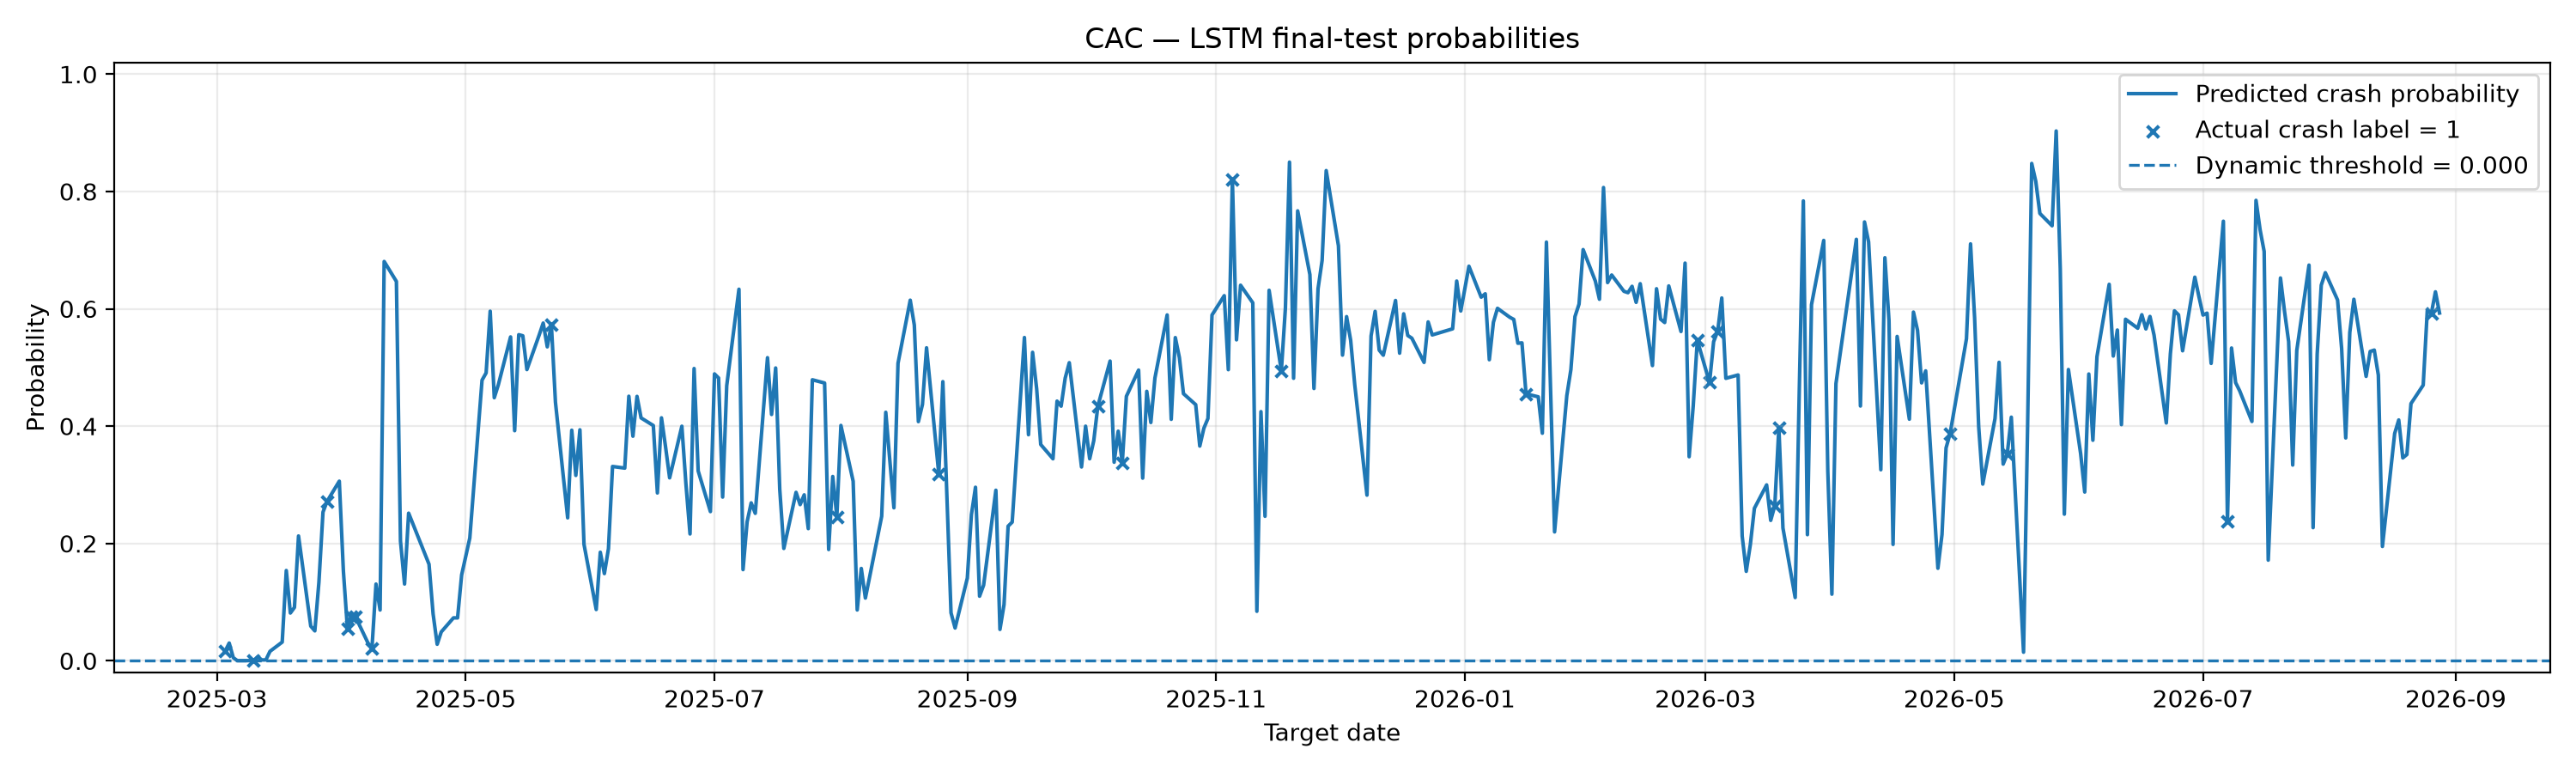 CAC — LSTM final-test probabilities
Predicted crash probability
Actual crash label = 1
Dynamic threshold = 0.000
Probability
1.0
0.8
0.6
0.4
0.2
0.0
2025-03
2025-05
2025-07
2025-09
2025-11
2026-01
2026-03
2026-05
2026-07
2026-09
Target date